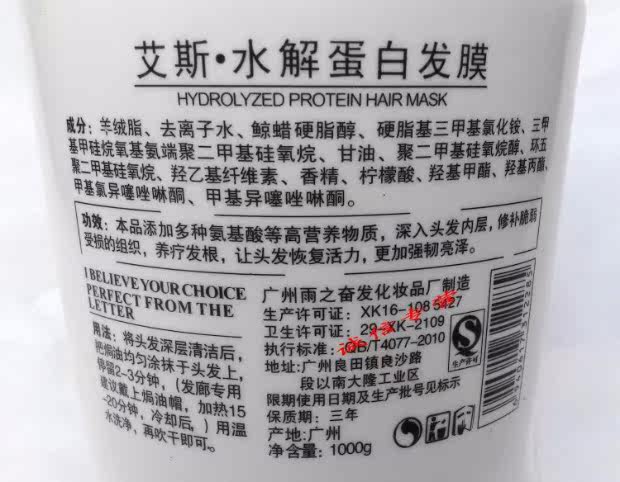 艾斯·水解蛋白发膜
HYDROLYZED PROTEIN HAIR MASK
成分：羊绒脂、去离子水、鲸蜡硬脂醇、硬脂基三甲基氯化铵、三甲
基甲硅烷氧基氨端聚二甲基硅氧烷、甘油、聚二甲基硅氧烷醇、环五
聚二甲基硅氧烷、羟乙基纤维素、香精、柠檬酸、羟基甲酯、羟基丙酯、
甲基氯异噻唑啉酮、甲基异噻唑啉酮。
功效：本品添加多种氨基酸等高营养物质，深入头发内层，修补脆弱
受损的组织，养疗发根，让头发恢复活力，更加强韧亮泽。
I BELIEVE YOUR CHOICE
PERFECT FROM THE
LETTER
用法：将头发深层清洁后，
把焗油均匀涂抹于头发上，
停留2-3分钟，（发廊专用
建议戴上焗油帽，加热15
-20分钟，冷却后，）用温
水洗净，再吹干即可。
广州雨之奋发化妆品厂制造
生产许可证：XK16-108 5427
卫生许可证：29-XK-2109
执行标准：QB/T4077-2010
地址：广州良田镇良沙路
段以南大隆工业区
限期使用日期及生产批号见标示
保质期：三年
产地：广州
净含量：1000g
生产许可